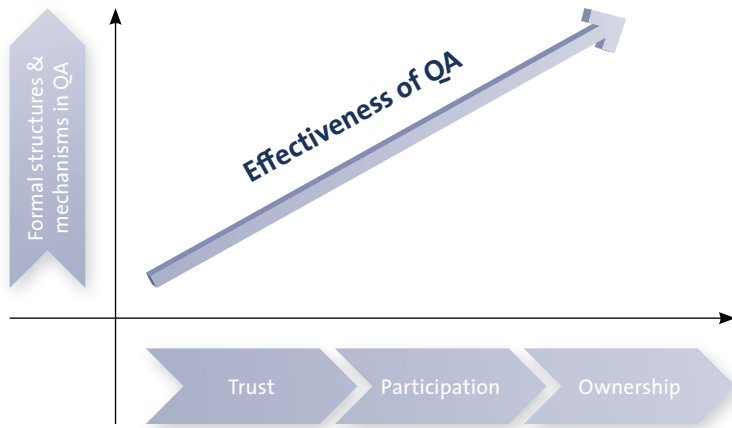 Formal structures &
mechanisms in QA
Effectiveness of QA
Trust
Participation
Ownership